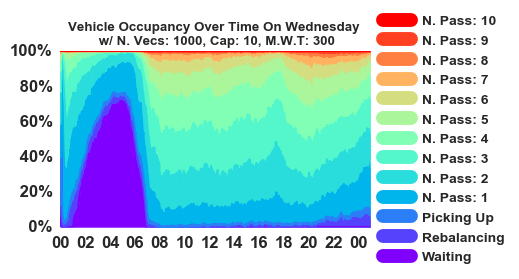 Vehicle Occupancy Over Time On Wednesday
w/ N. Vecs: 1000, Cap: 10, M.W.T: 300
100%
80%
60%
40%
20%
0%
00 02 04 06 08 10 12 14 16 18 20 22 00
N. Pass: 10
N. Pass: 9
N. Pass: 8
N. Pass: 7
N. Pass: 6
N. Pass: 5
N. Pass: 4
N. Pass: 3
N. Pass: 2
N. Pass: 1
Picking Up
Rebalancing
Waiting